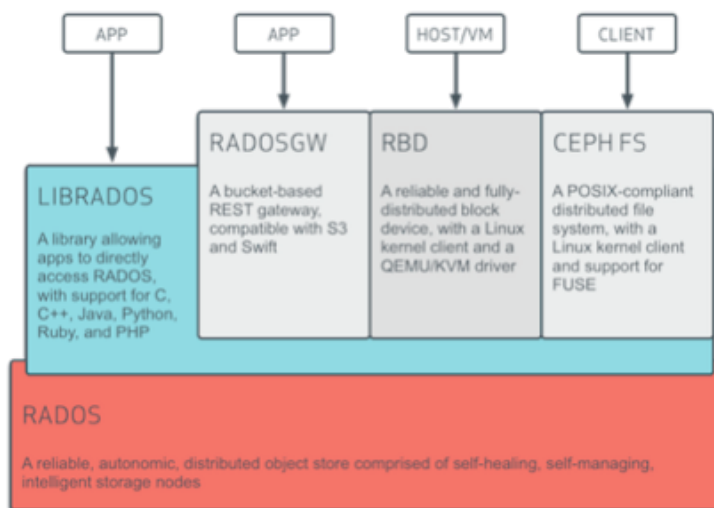 APP
APP
HOST/VM
CLIENT
LIBRADOS
A library allowing
apps to directly
access RADOS,
with support for C,
C++, Java, Python,
Ruby, and PHP
RADOSGW
A bucket-based
REST gateway,
compatible with S3
and Swift
RBD
A reliable and fully-
distributed block
device, with a Linux
kernel client and a
QEMU/KVM driver
CEPH FS
A POSIX-compliant
distributed file
system, with a
Linux kernel client
and support for
FUSE
RADOS
A reliable, autonomic, distributed object store comprised of self-healing, self-managing,
intelligent storage nodes